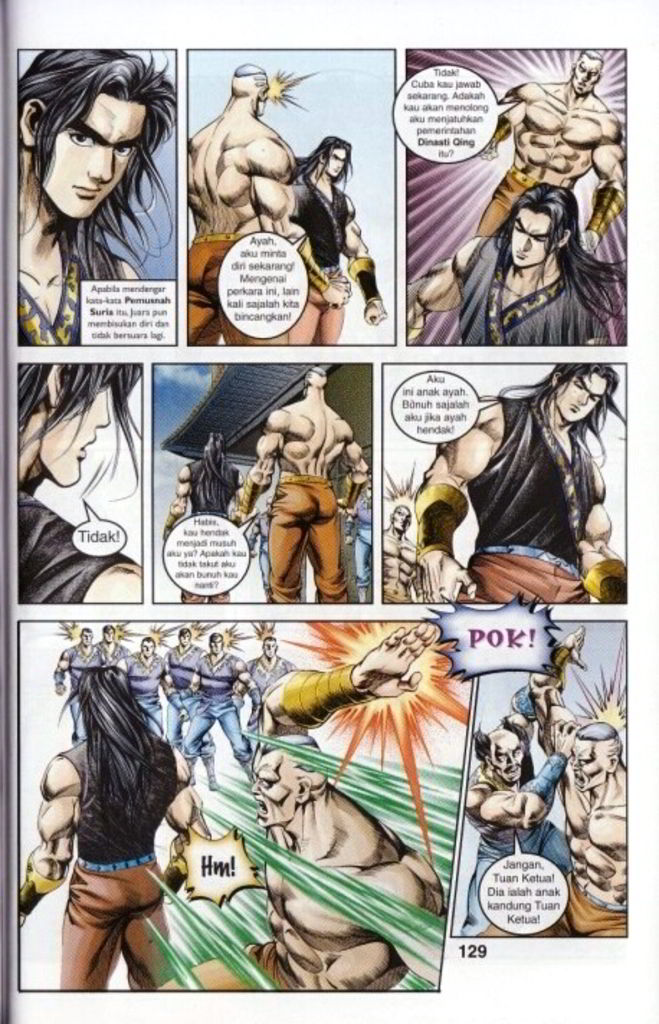 Apabila mendengar
kata-kata Pemusnah
Suria itu, Juara pun
membisukan diri dan
tidak bersuara lagi.
Ayah,
aku minta
diri sekarang!
Mengenai
perkara ini, lain
kali sajalah kita
bincangkan!
Tidak!
Cuba kau jawab
sekarang. Adakah
kau akan menolong
aku menjatuhkan
pemerintahan
Dinasti Qing
itu?
Tidak!
Habis,
kau hendak
menjadi musuh
aku ya? Apakah kau
tidak takut aku
akan bunuh kau
nanti?
Aku
ini anak ayah.
Bunuh sajalah
aku jika ayah
hendak!
Hm!
POK!
Jangan,
Tuan Ketua!
Dia ialah anak
kandung Tuan
Ketua!
129